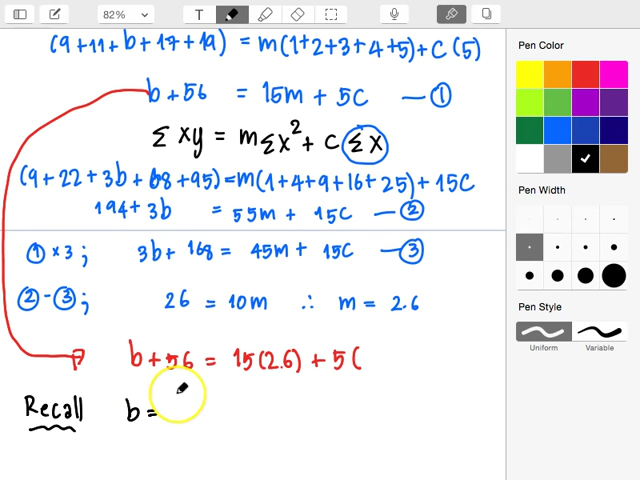 82%
T
(9+11+b+17+19) = m(1+2+3+4+5)+C(5)
b+56 = 15m + 5C — ①
Σxy = mΣx²+ cΣx
(9+22+3b+68+95)=m(1+4+9+16+25)+15C
194+3b = 55m + 15C — ②
①×3; 3b+168 = 45m + 15C — ③
②-③; 26 = 10m ∴ m = 2.6
b+56 = 15(2.6)+5(
Recall b =
Pen Color
Pen Width
Pen Style
Uniform Variable